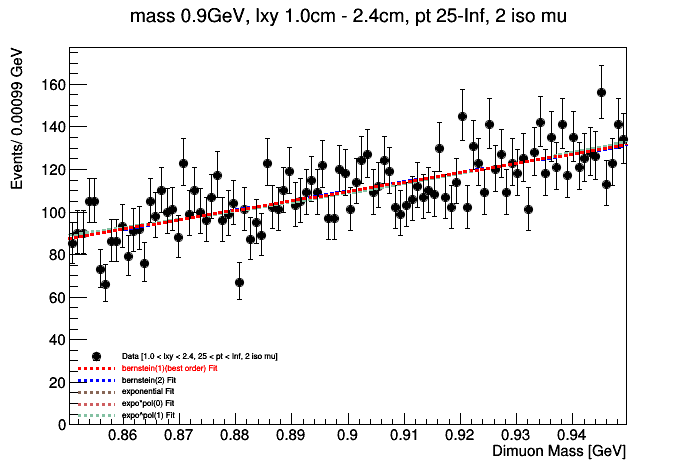 mass 0.9GeV, lxy 1.0cm - 2.4cm, pt 25-Inf, 2 iso mu
Events/ 0.00099 GeV
160
140
120
100
80
60
40
20
0
Data [1.0 < lxy < 2.4, 25 < pt < Inf, 2 iso mu]
bernstein(1)(best order) Fit
bernstein(2) Fit
exponential Fit
expo*pol(0) Fit
expo*pol(1) Fit
0.86 0.87 0.88 0.89 0.9 0.91 0.92 0.93 0.94
Dimuon Mass [GeV]